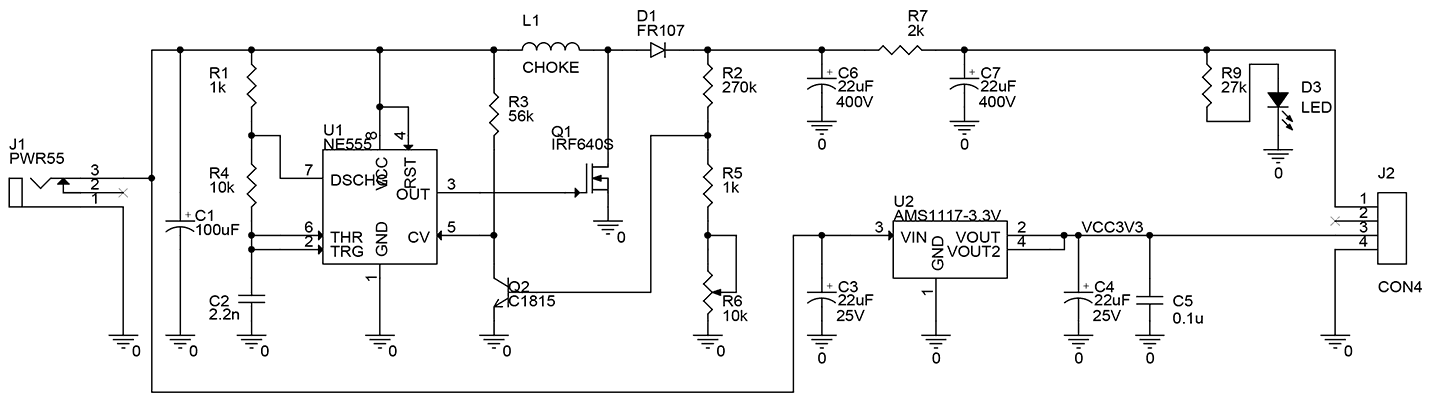 L1
CHOKE
D1
FR107
R7
2k
R1
1k
R3
56k
R2
270k
C6
22uF
400V
C7
22uF
400V
R9
27k
D3
LED
0
0
0
J1
PWR55
3
2
1
R4
10k
U1
NE555
8
4
7
DSCHG
VCC
RST
OUT
3
6
THR
2
TRG
GND
CV
5
1
Q1
IRF640S
0
R5
1k
C1
100uF
C2
2.2n
Q2
C1815
R6
10k
U2
AMS1117-3.3V
3
VIN
VOUT
2
VOUT2
4
GND
1
VCC3V3
J2
1
2
3
4
CON4
C3
22uF
25V
C4
22uF
25V
C5
0.1u
0
0
0
0
0
0
0
0
0
0
0